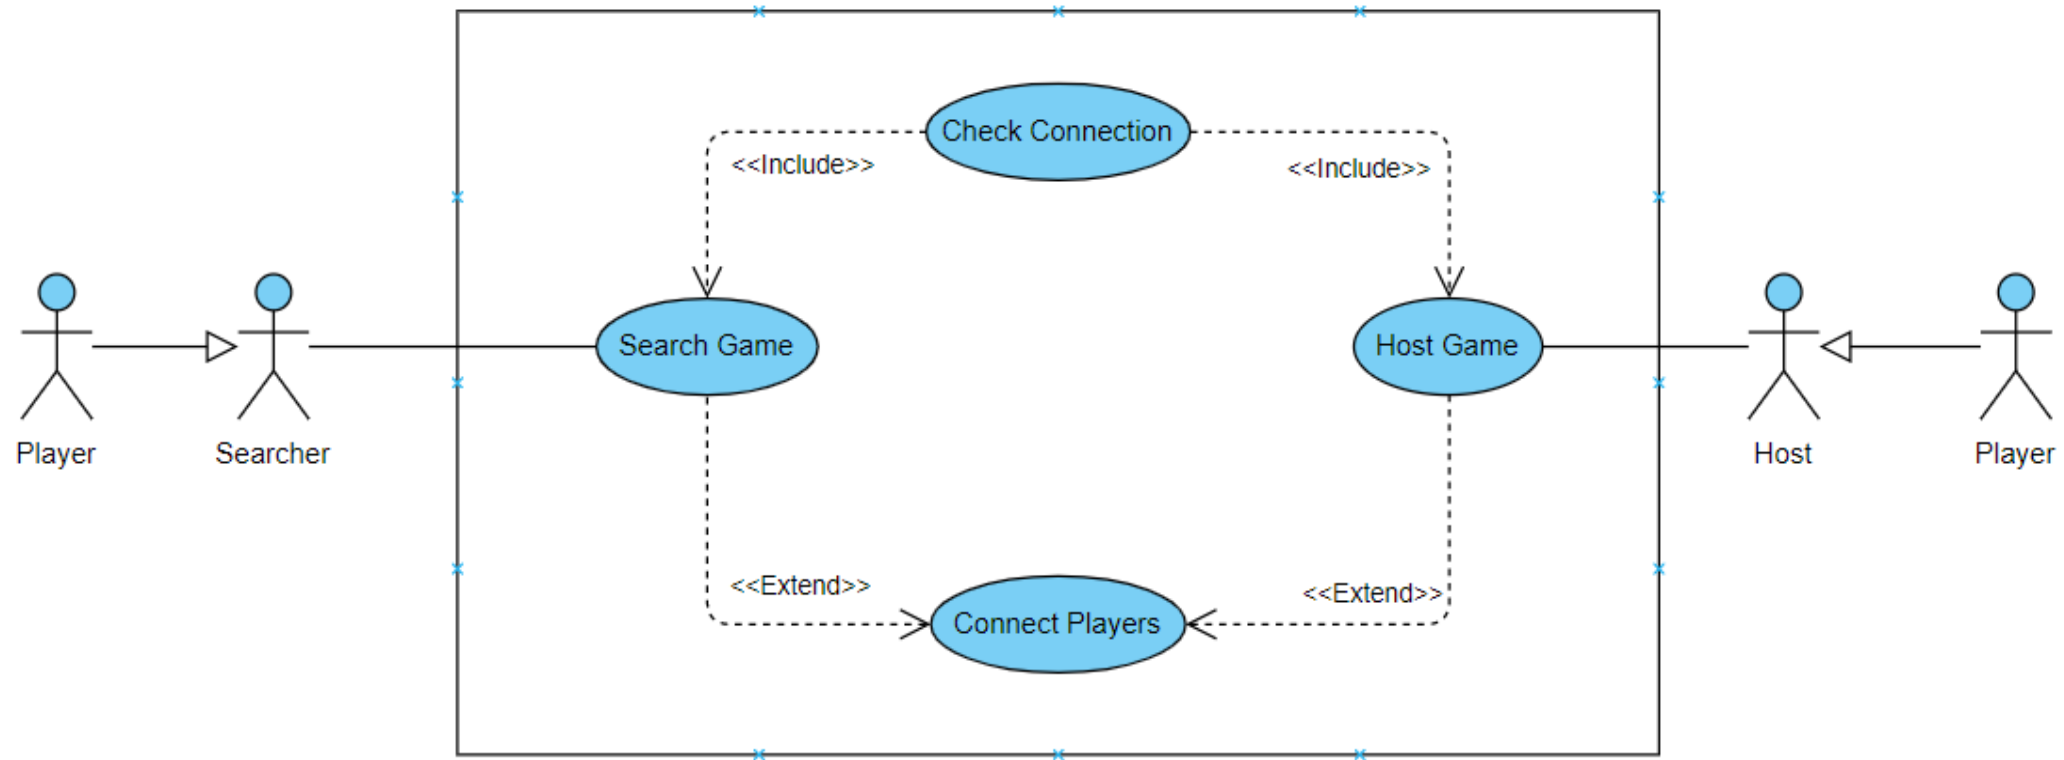 Check Connection
<<Include>>
<<Include>>
Search Game
Host Game
Player
Searcher
Host
Player
<<Extend>>
<<Extend>>
Connect Players